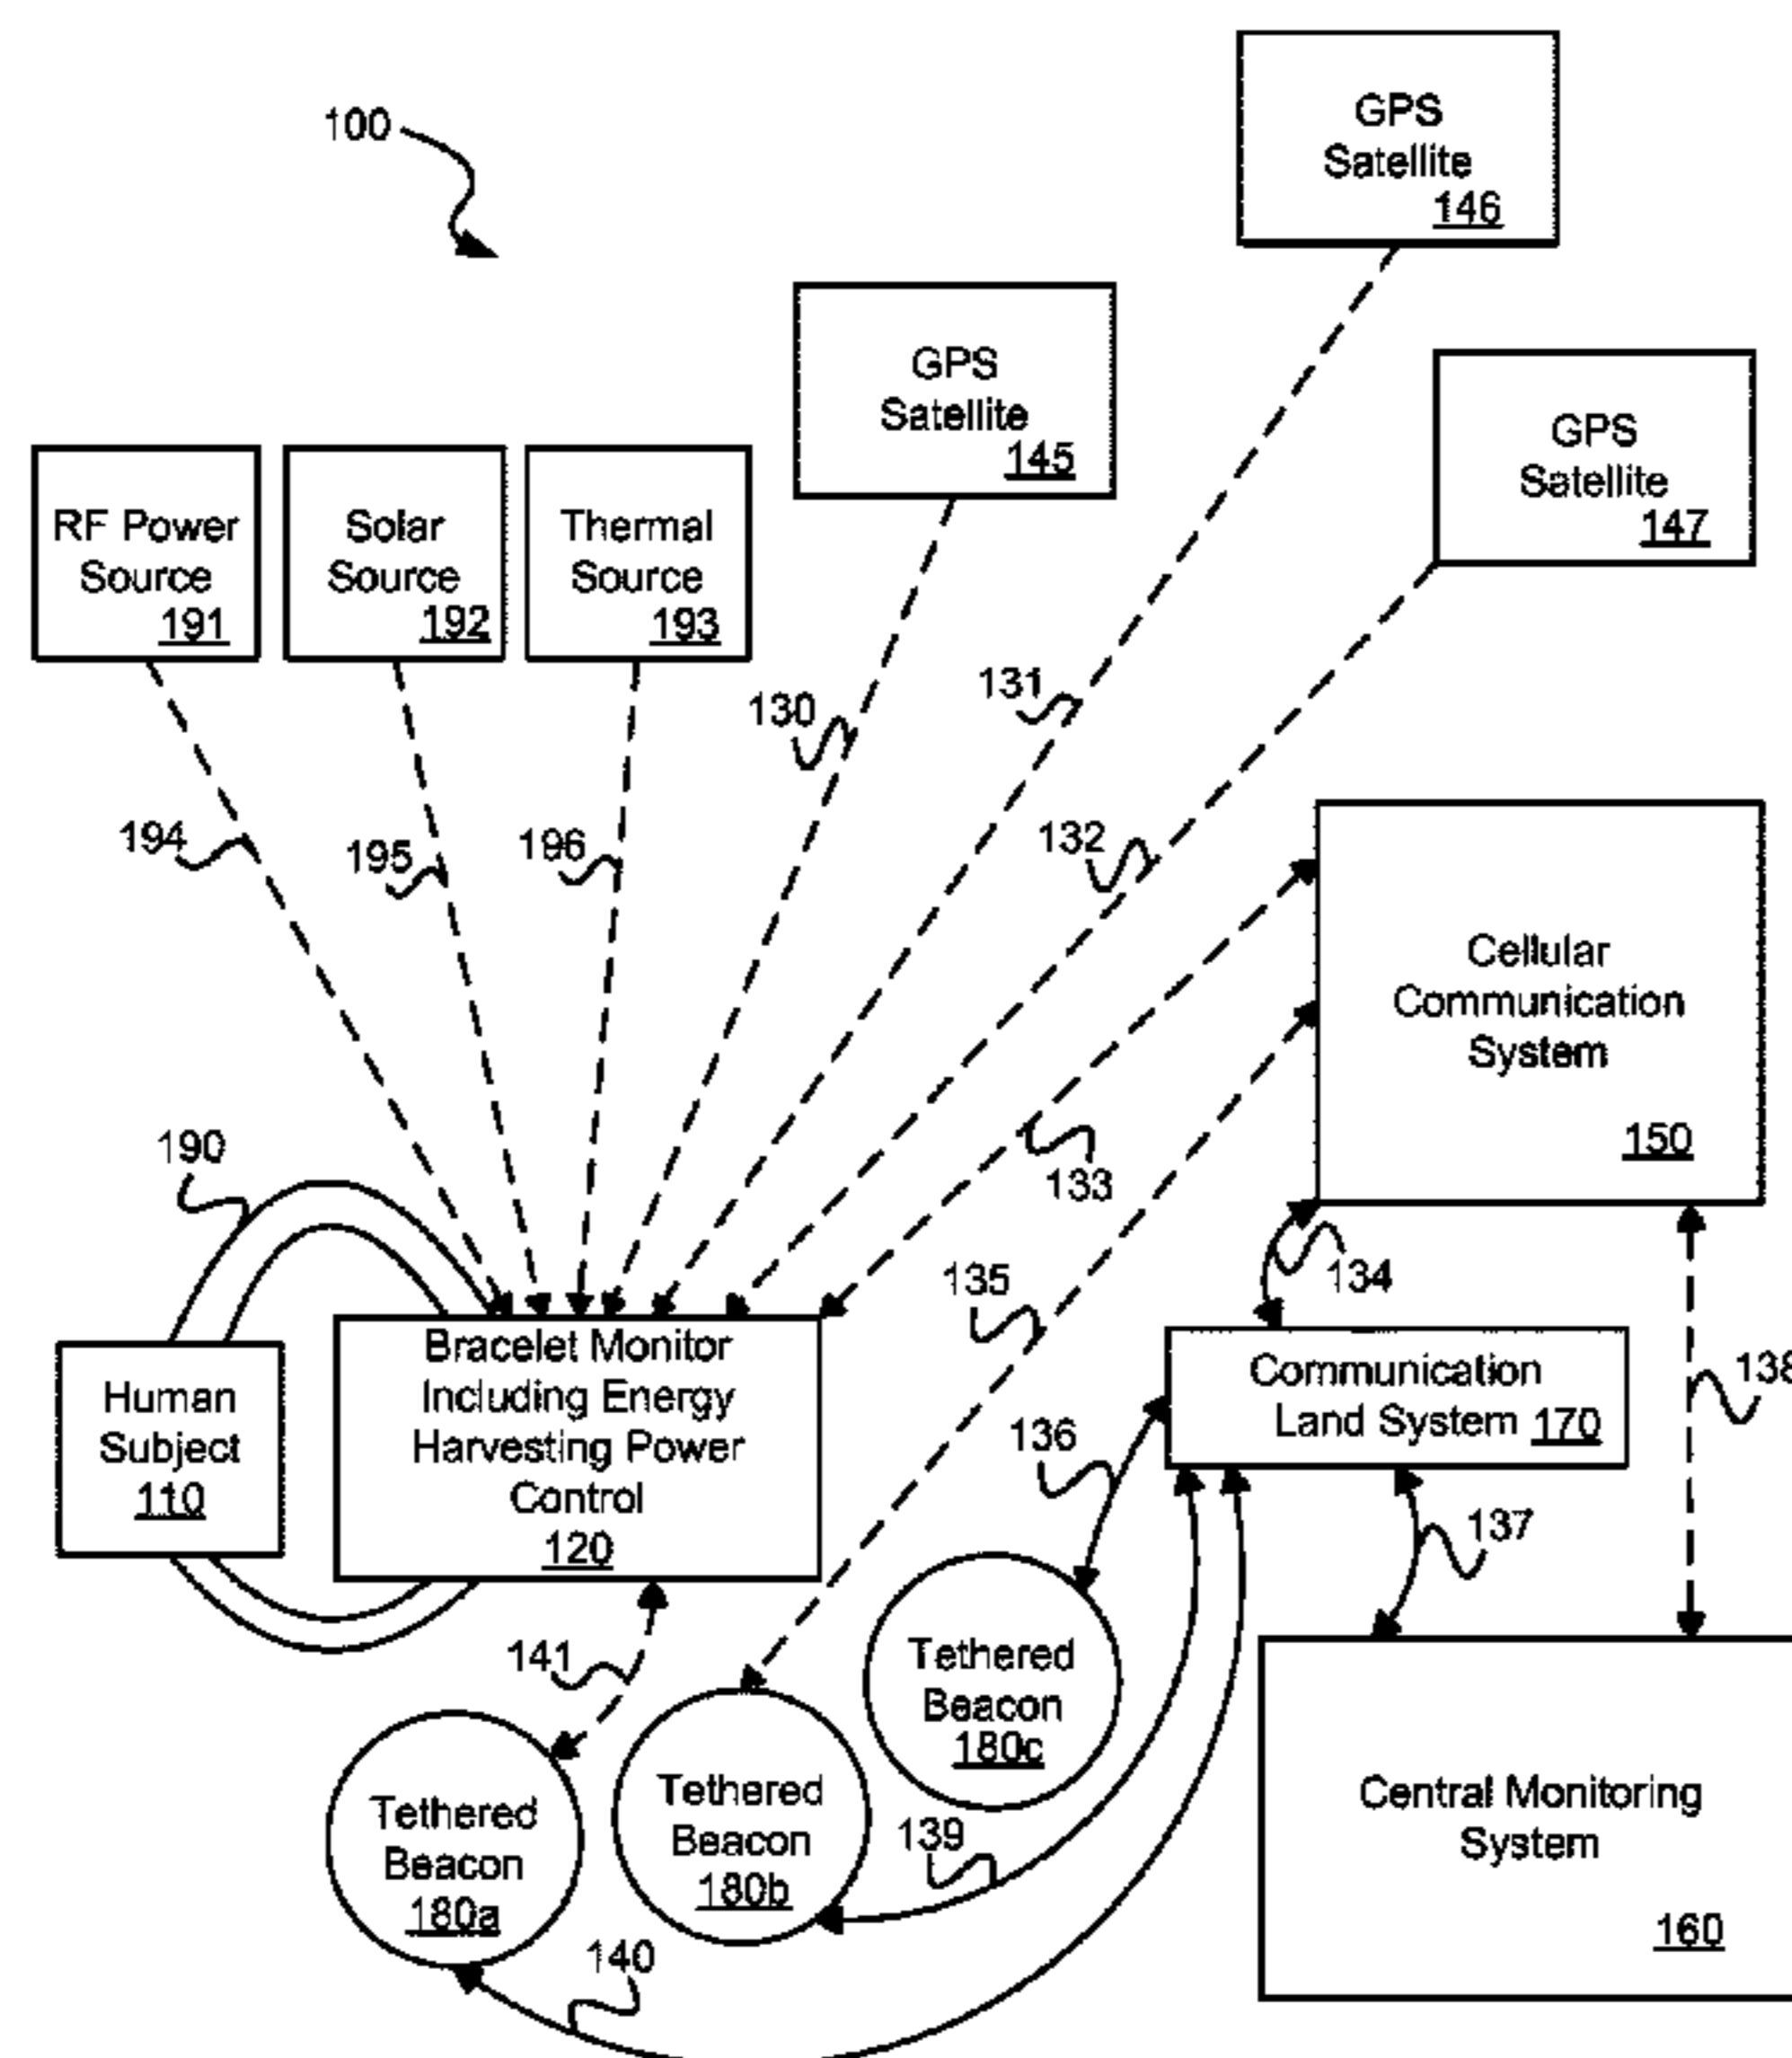 100
GPS
Satellite
146
GPS
Satellite
145
GPS
Satellite
147
RF Power
Source
191
Solar
Source
192
Thermal
Source
193
130
131
132
194
195
196
Cellular
Communication
System
150
190
133
134
135
Human
Subject
110
Bracelet Monitor
Including Energy
Harvesting Power
Control
120
Communication
Land System 170
138
136
137
141
Tethered
Beacon
180a
Tethered
Beacon
180b
Tethered
Beacon
180c
139
140
Central Monitoring
System
160